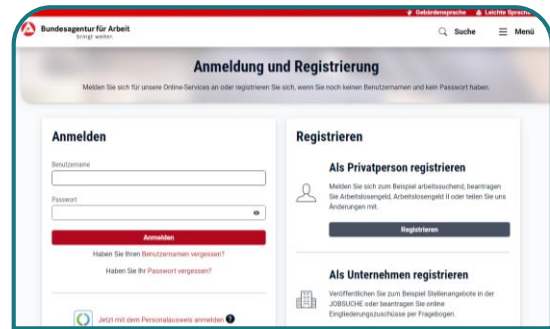 Gebärdensprache Leichte Sprache
Bundesagentur für Arbeit
bringt weiter.
Suche Menü
Anmeldung und Registrierung
Melden Sie sich für unsere Online-Services an oder registrieren Sie sich, wenn Sie noch keinen Benutzernamen und kein Passwort haben.
Anmelden
Benutzername
Passwort
Anmelden
Haben Sie Ihren Benutzernamen vergessen?
Haben Sie Ihr Passwort vergessen?
Jetzt mit dem Personalausweis anmelden ?
Registrieren
Als Privatperson registrieren
Melden Sie sich zum Beispiel arbeitssuchend, beantragen
Sie Arbeitslosengeld, Arbeitslosengeld II oder teilen Sie uns
Änderungen mit.
Registrieren
Als Unternehmen registrieren
Veröffentlichen Sie zum Beispiel Stellenangebote in der
JOBSUCHE oder beantragen Sie online
Eingliederungszuschüsse per Fragebogen.